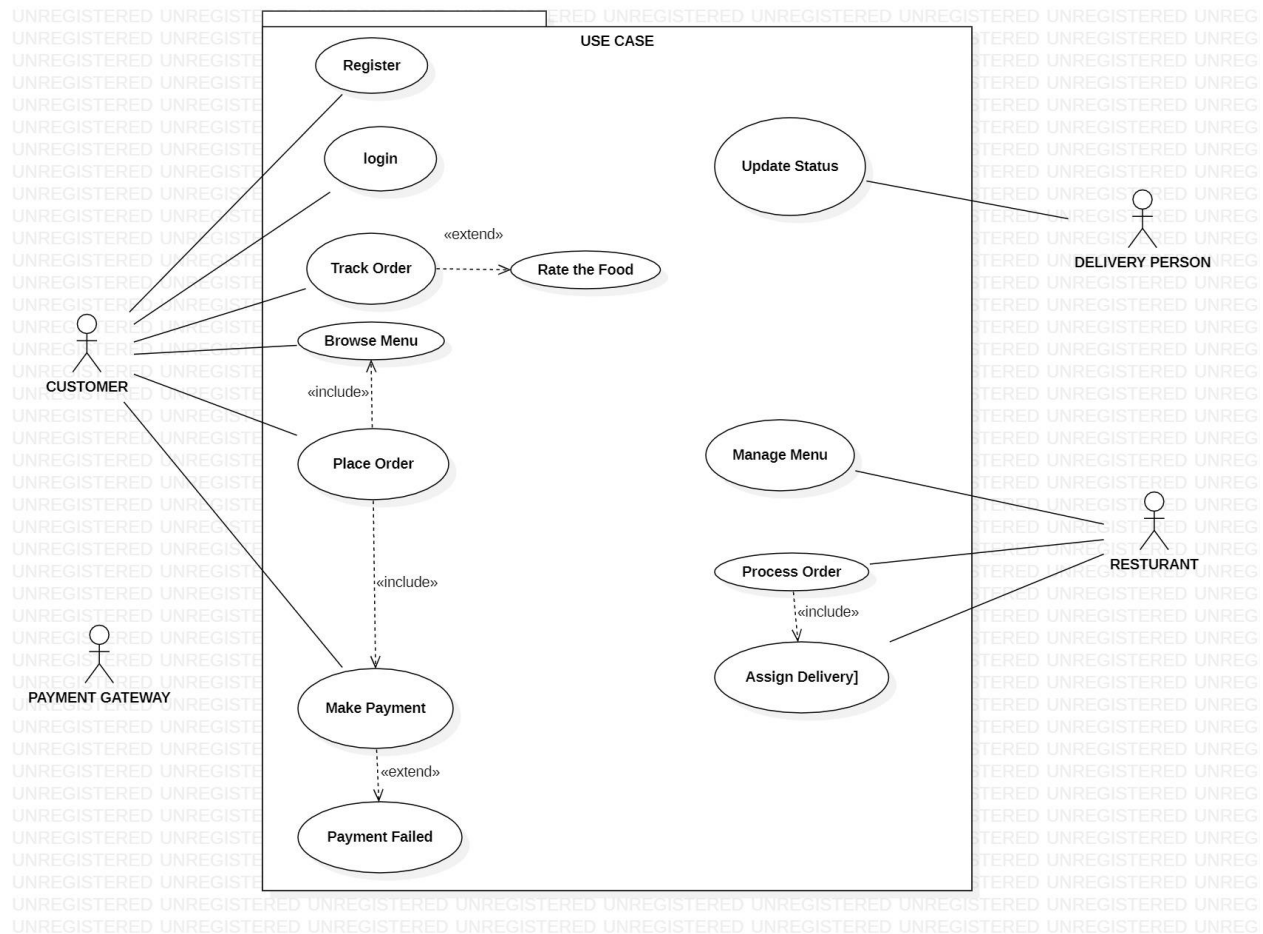 USE CASE
Register
login
Update Status
«extend»
Track Order
Rate the Food
DELIVERY PERSON
Browse Menu
CUSTOMER
«include»
Place Order
Manage Menu
«include»
RESTURANT
Process Order
«include»
Assign Delivery]
PAYMENT GATEWAY
Make Payment
«extend»
Payment Failed
UNREGISTERED